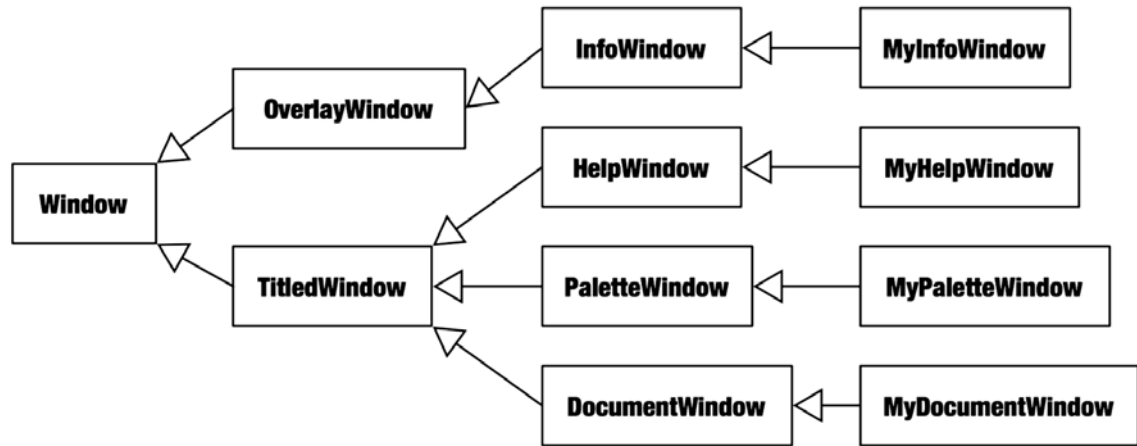 InfoWindow
MyInfoWindow
OverlayWindow
HelpWindow
MyHelpWindow
Window
TitledWindow
PaletteWindow
MyPaletteWindow
DocumentWindow
MyDocumentWindow